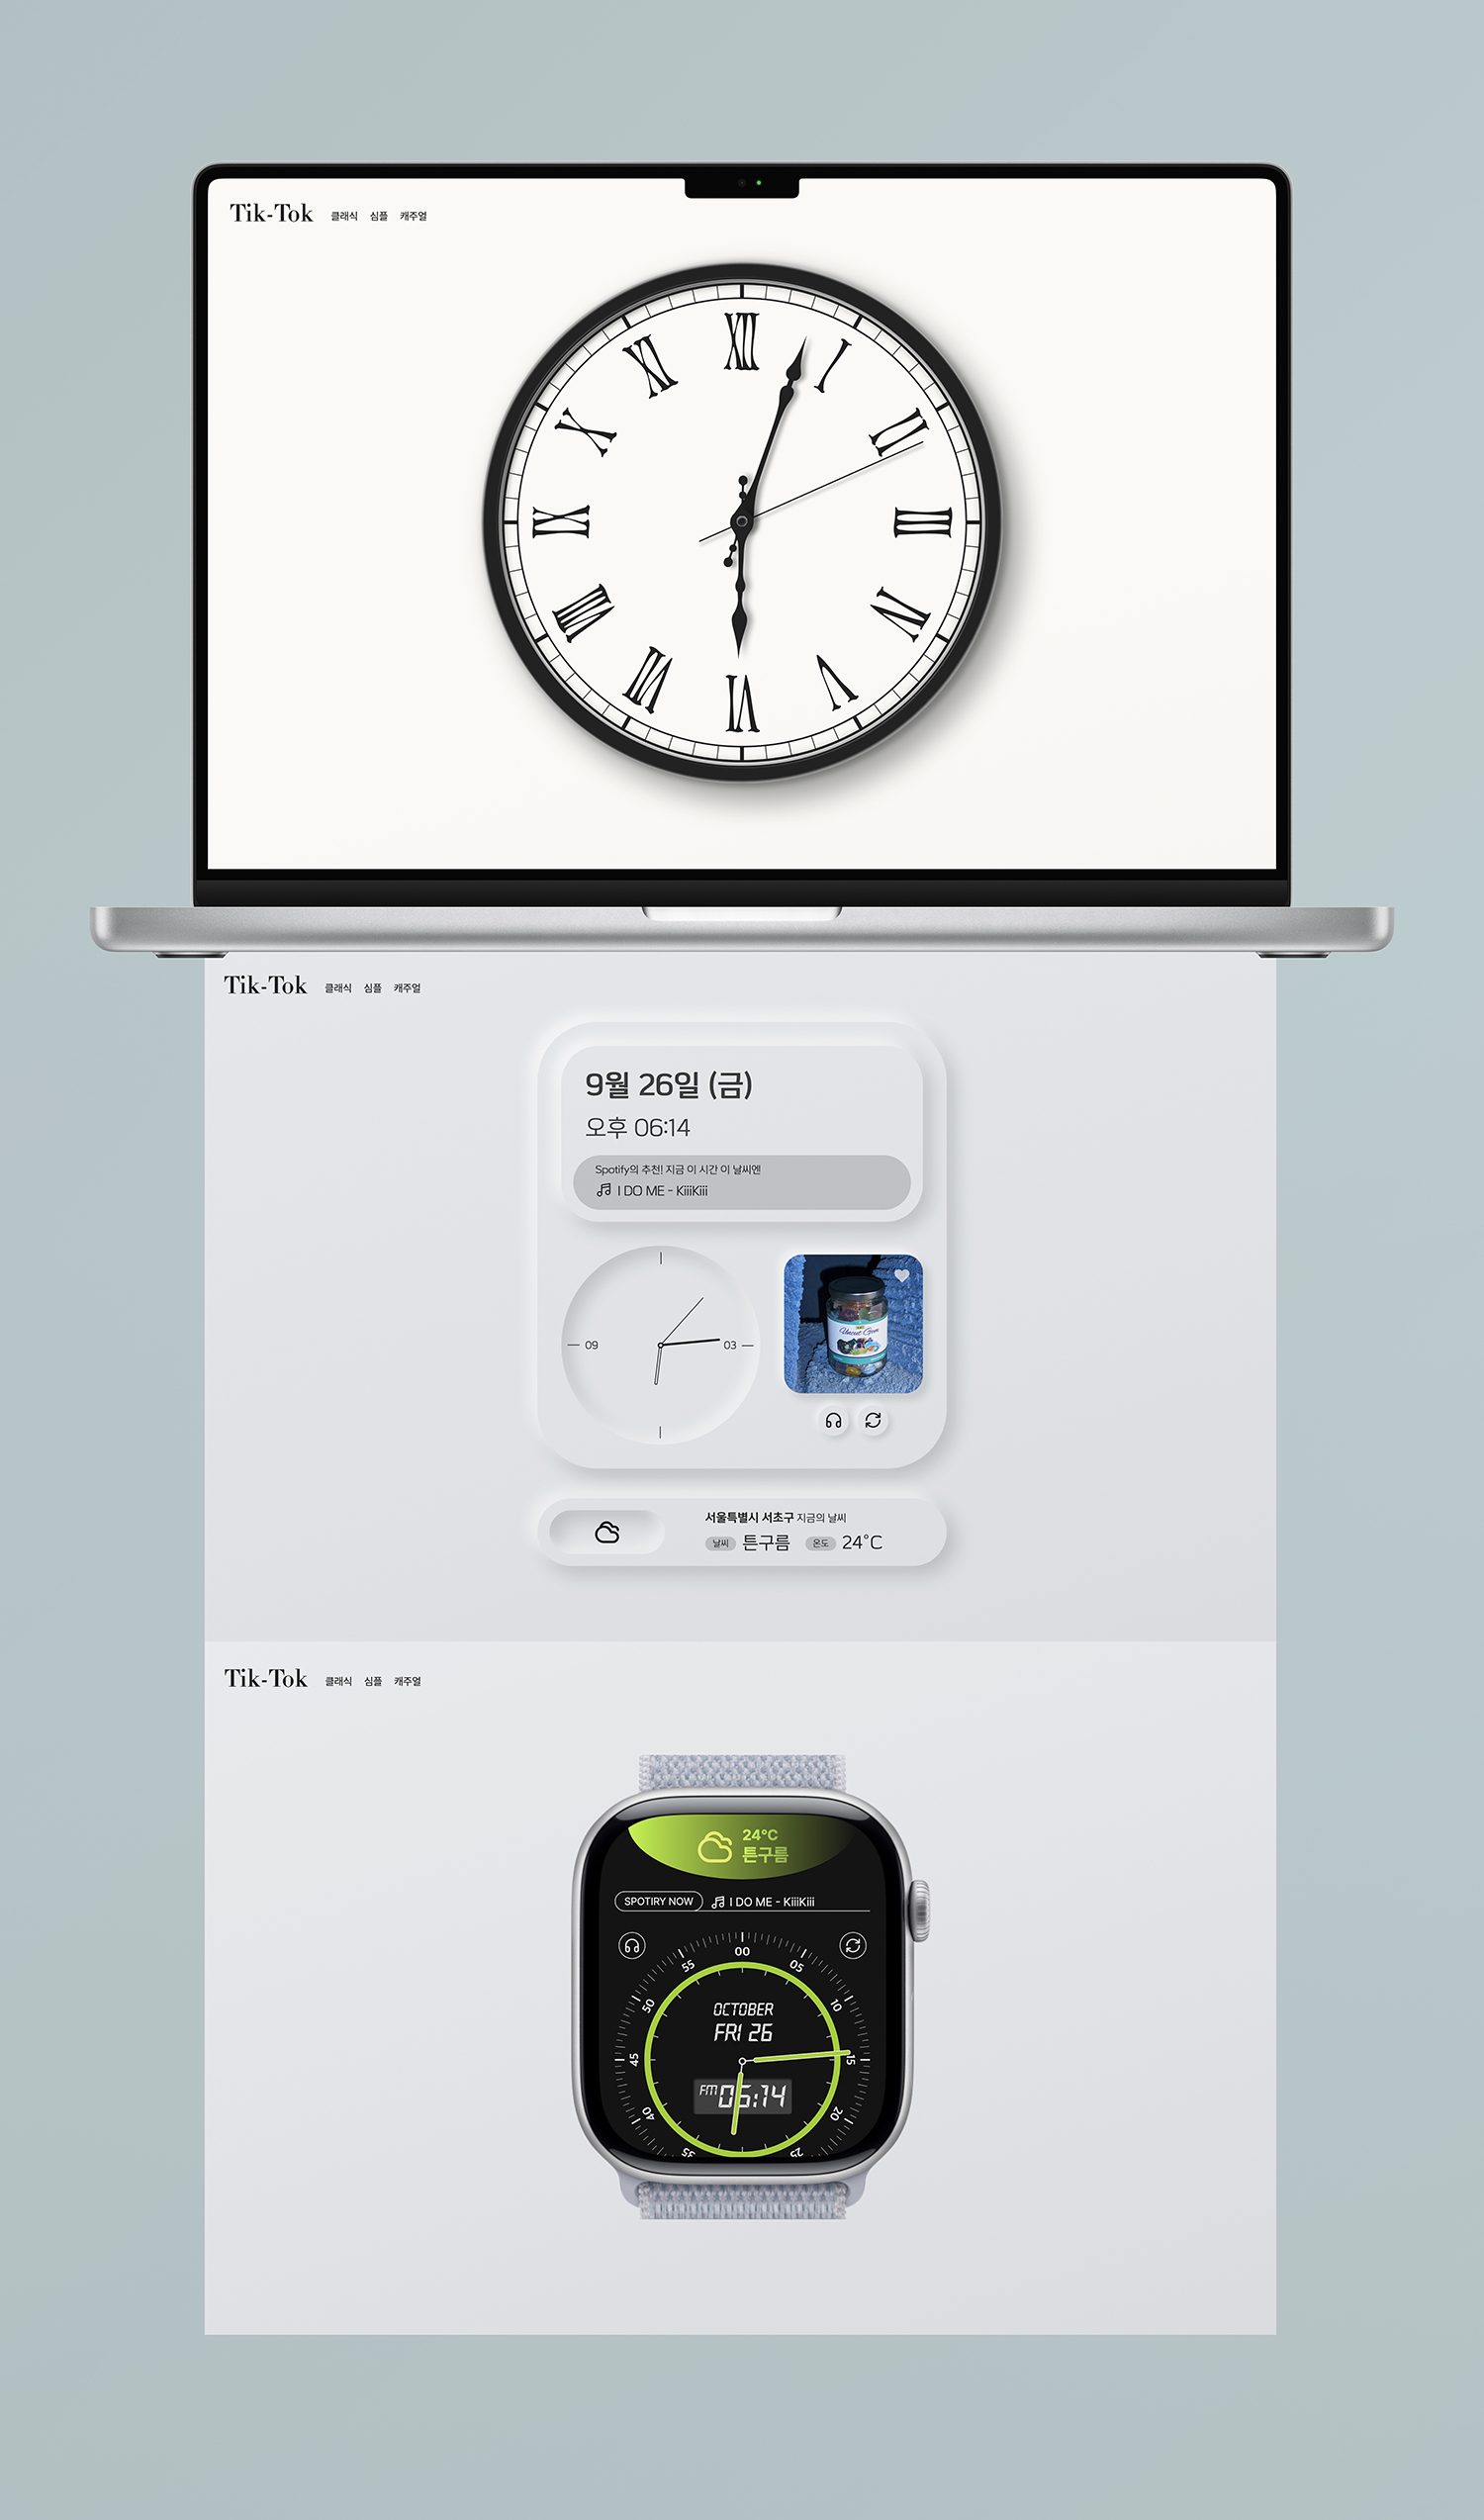 Tik-Tok 클래식 심플 캐주얼
XII
I
II
III
IV
V
VI
VII
VIII
IX
X
XI
Tik-Tok 클래식 심플 캐주얼
9월 26일 (금)
오후 06:14
Spotify의 추천! 지금 이 시간 이 날씨엔
I DO ME - KiiiKiii
09 03
Uncut Gem
서울특별시 서초구 지금의 날씨
날씨 튼구름 온도 24°C
Tik-Tok 클래식 심플 캐주얼
24°C
튼구름
SPOTIRY NOW I DO ME - KiiiKiii
00
05
10
15
20
25
35
40
45
50
55
OCTOBER
FRI 26
PM 06:14